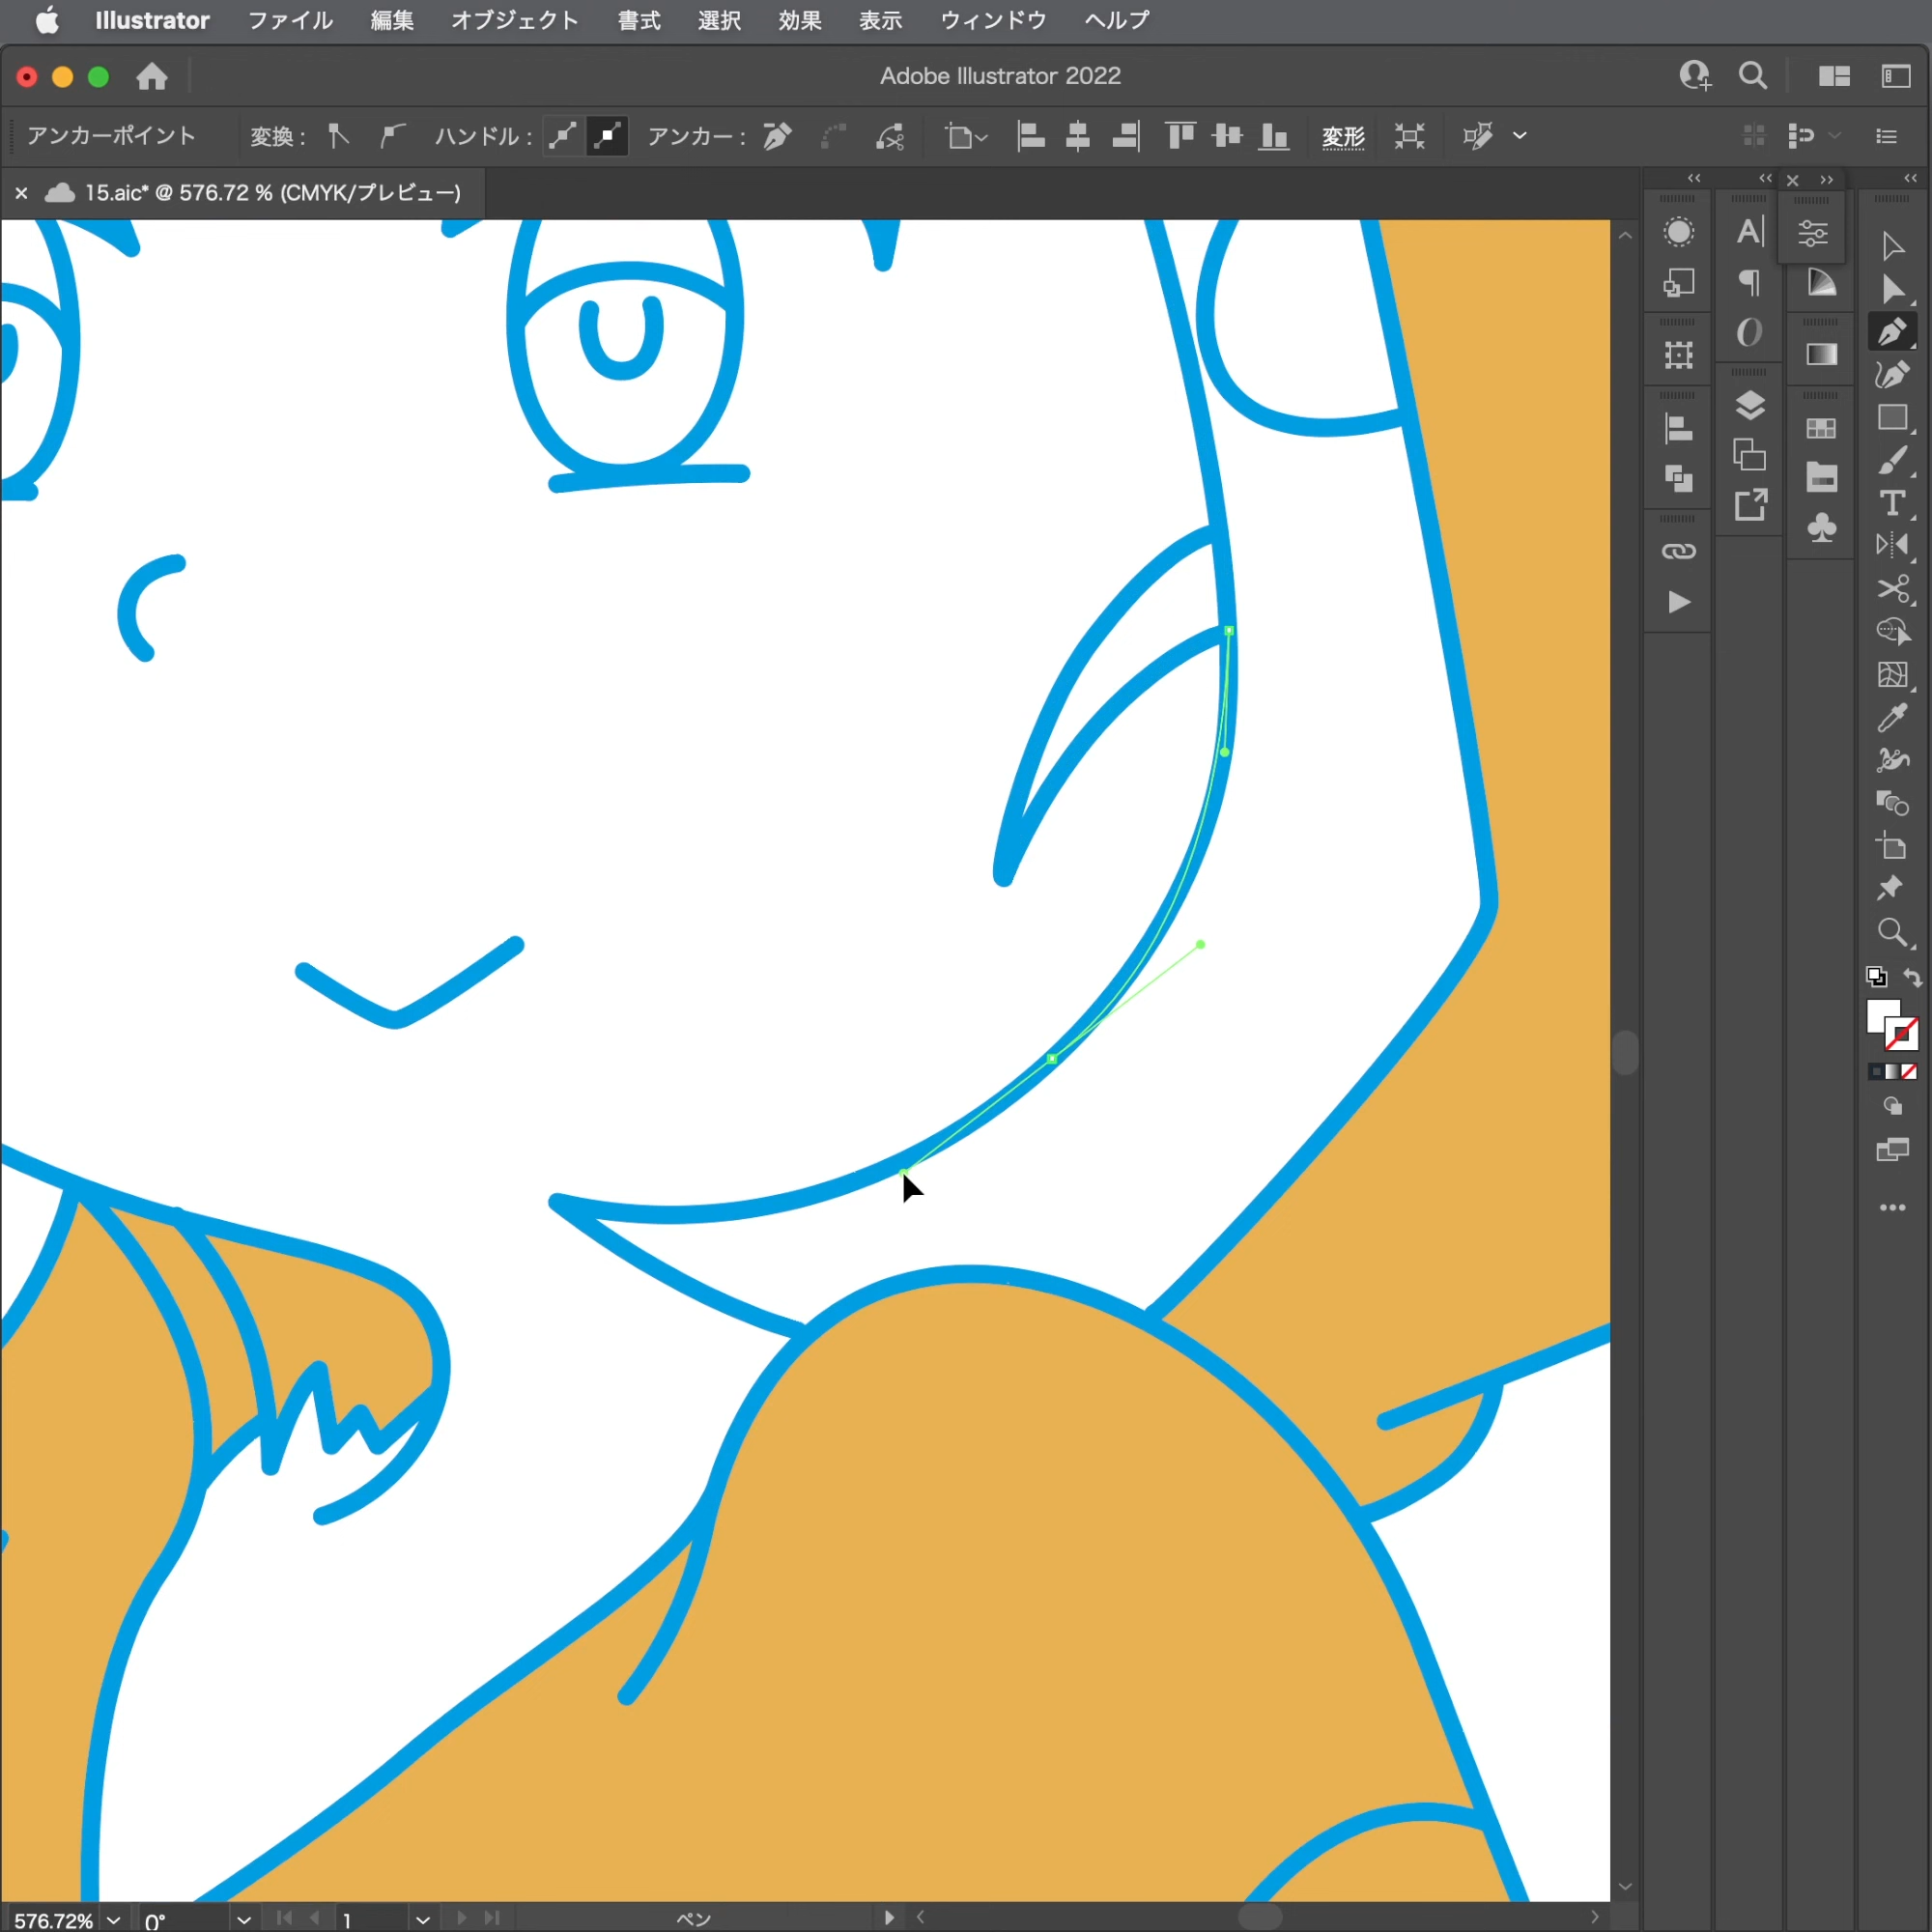 Illustrator ファイル 編集 オブジェクト 書式 選択 効果 表示 ウィンドウ ヘルプ
Adobe Illustrator 2022
アンカーポイント 変換: ハンドル: アンカー: 変形
× 15.aic* @ 576.72 % (CMYK/プレビュー)
576.72% 0° 1 ペン